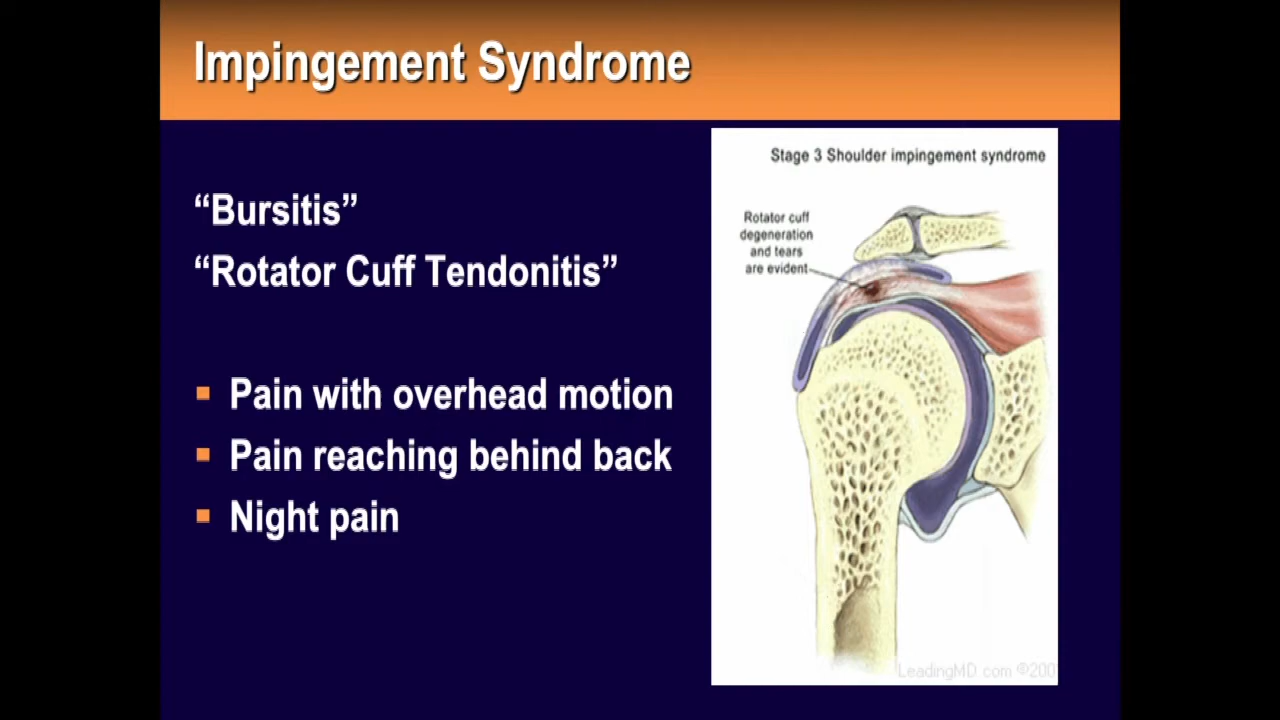 Impingement Syndrome
“Bursitis”
“Rotator Cuff Tendonitis”
Pain with overhead motion
Pain reaching behind back
Night pain
Stage 3 Shoulder impingement syndrome
Rotator cuff
degeneration
and tears
are evident
LeadingMD.com ©200